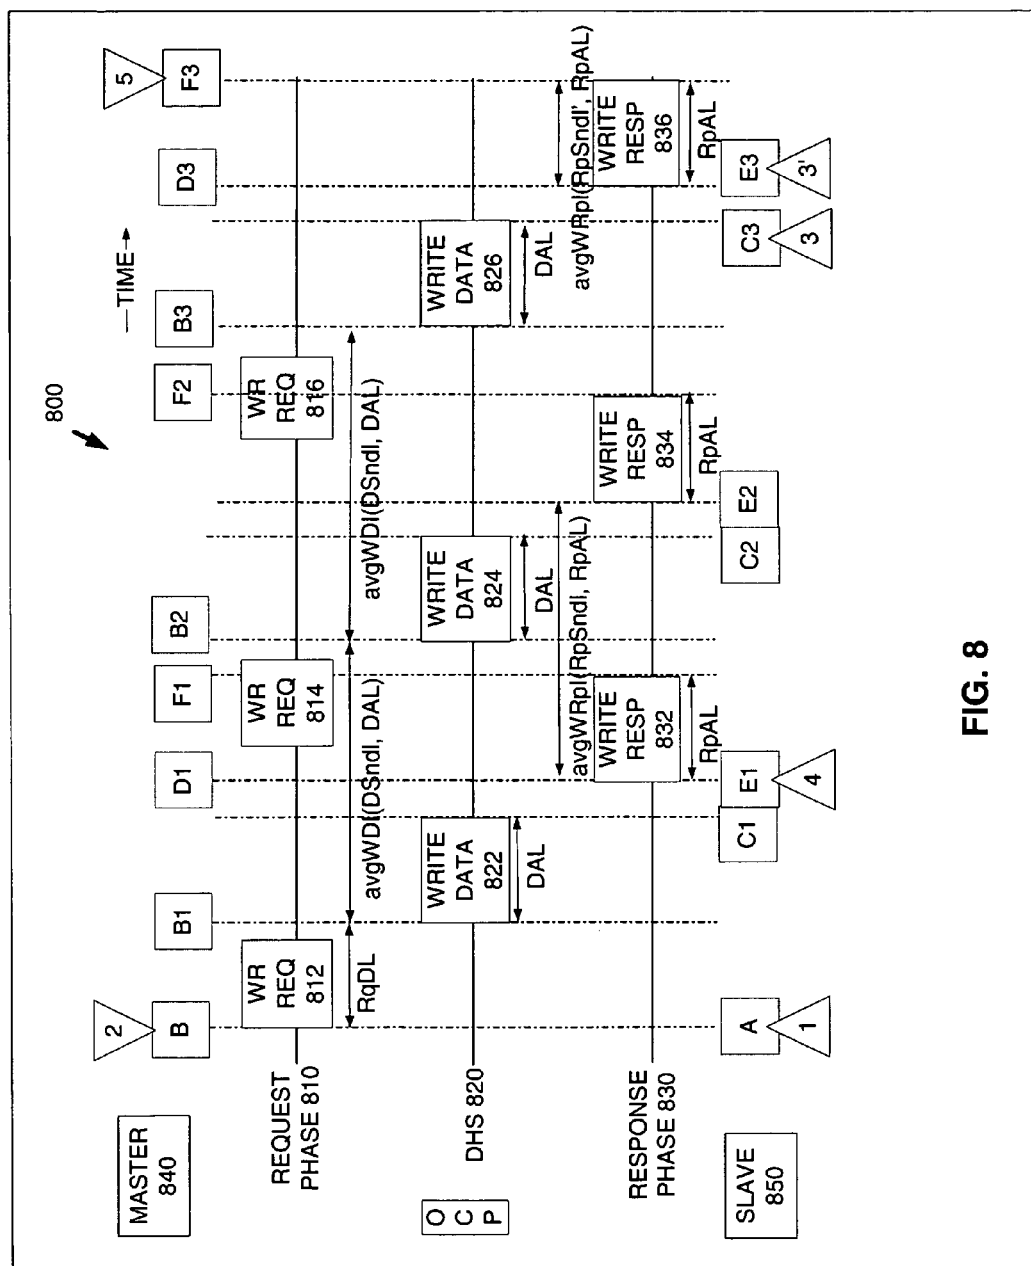 800
—TIME→
2
5
MASTER
840
B
B1
D1
F1
B2
F2
B3
D3
F3
REQUEST
PHASE 810
WR
REQ
812
WR
REQ
814
WR
REQ
816
RqDL
avgWDI(DSndI, DAL)
avgWDI(DSndI, DAL)
O
C
P
DHS 820
WRITE
DATA
822
WRITE
DATA
824
WRITE
DATA
826
DAL
DAL
DAL
avgWRpI(RpSndI, RpAL)
avgWRpI(RpSndI', RpAL)
RESPONSE
PHASE 830
WRITE
RESP
832
WRITE
RESP
834
WRITE
RESP
836
RpAL
RpAL
RpAL
SLAVE
850
A
C1
E1
C2
E2
C3
E3
1
4
3
3'
FIG. 8